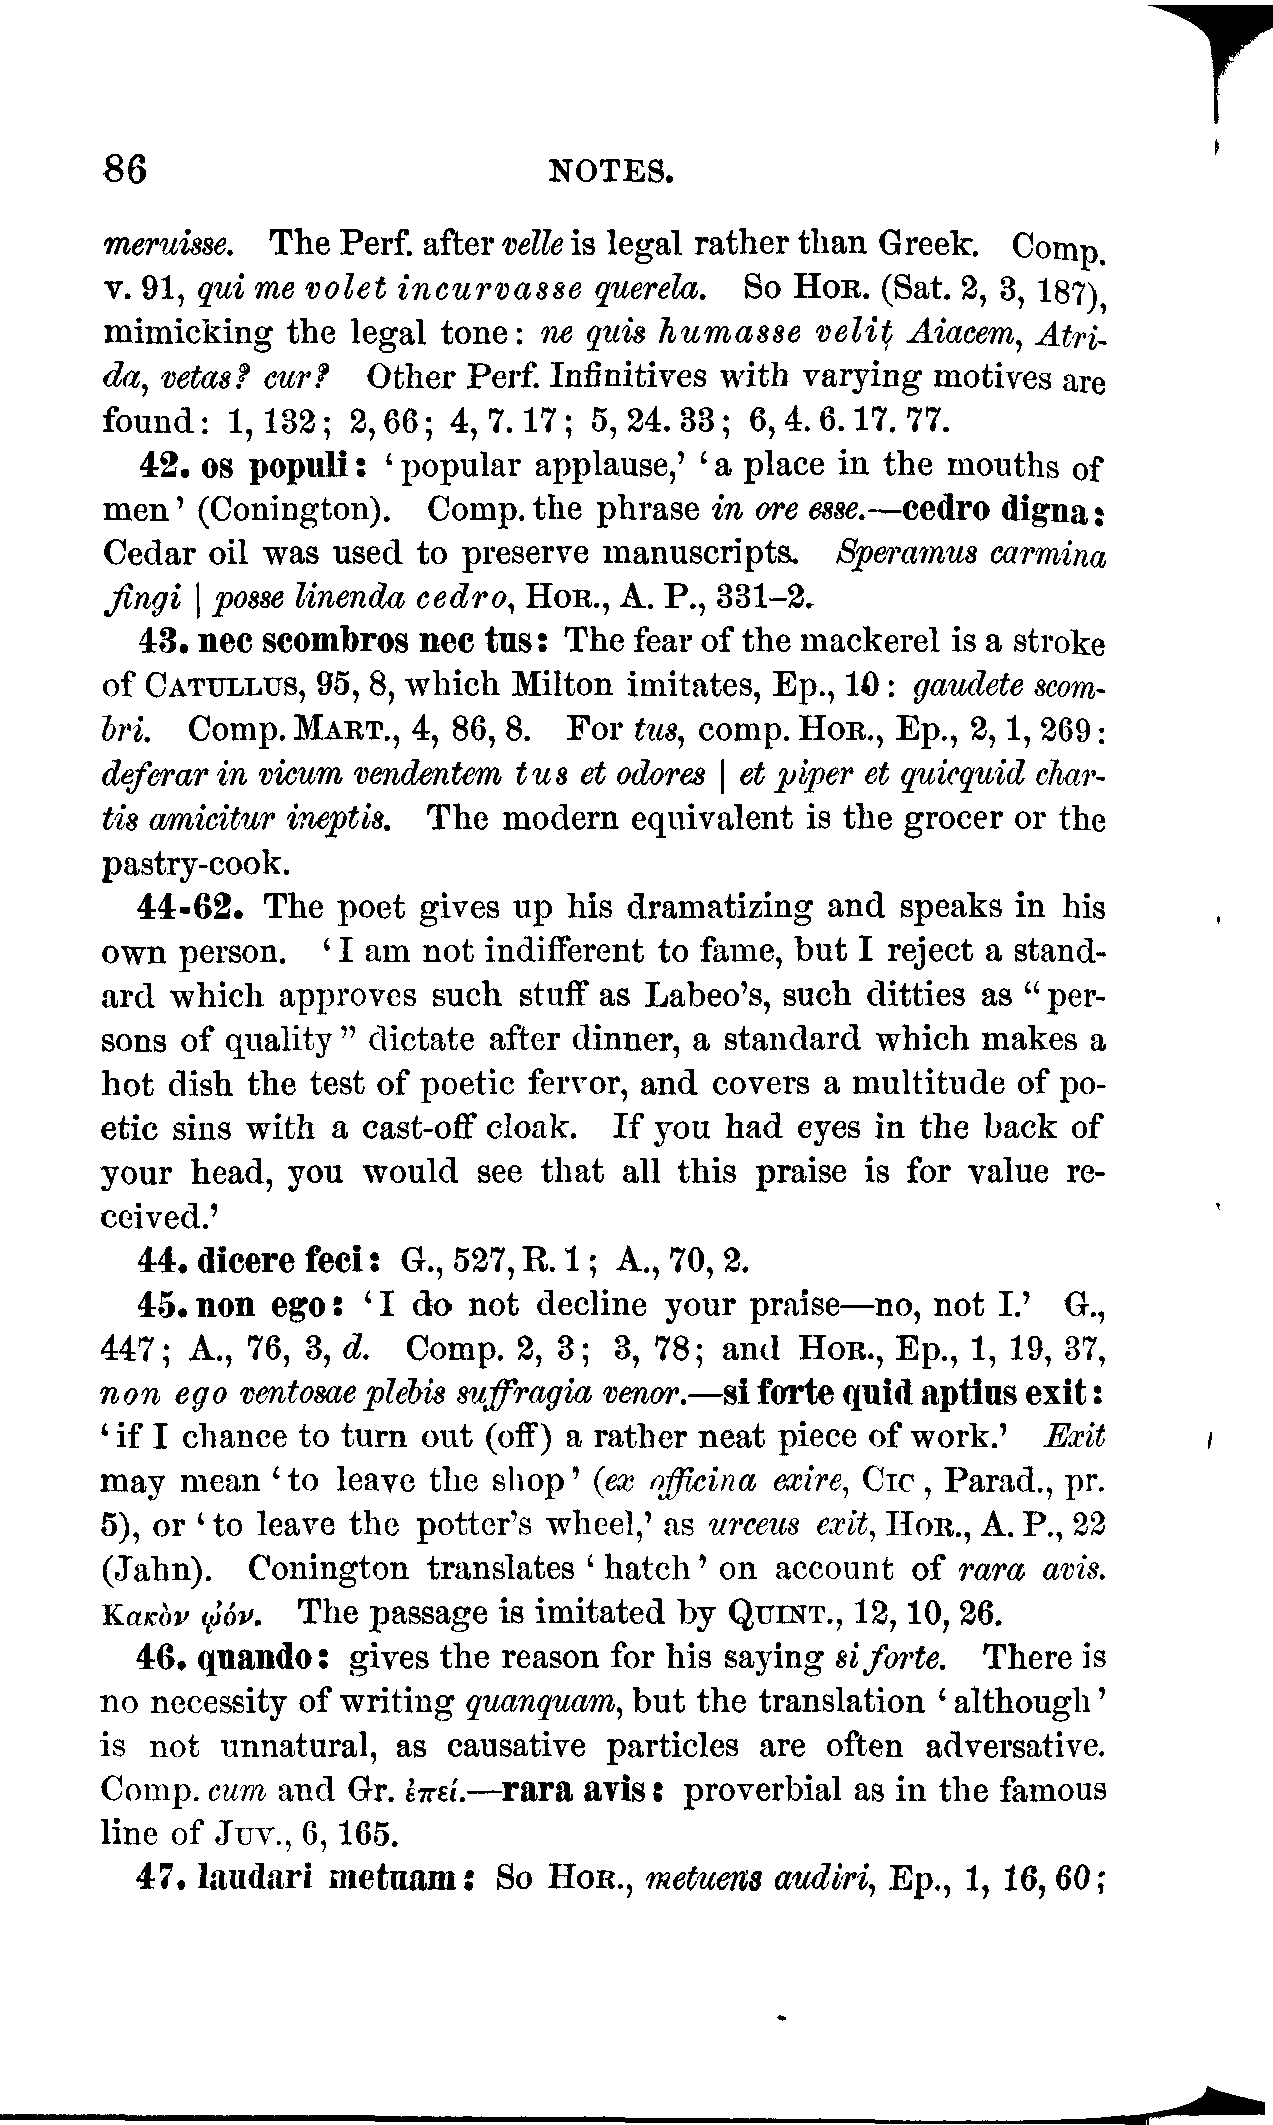 86 NOTES.
meruisse. The Perf. after velle is legal rather than Greek. Comp.
v. 91, qui me volet incurvasse querela. So HOR. (Sat. 2, 3, 187),
mimicking the legal tone: ne quis humasse velit Aiacem, Atri-
da, vetas? cur? Other Perf. Infinitives with varying motives are
found: 1, 132; 2, 66; 4, 7. 17; 5, 24. 33; 6, 4. 6. 17. 77.
42. os populi: ‘popular applause,’ ‘a place in the mouths of
men’ (Conington). Comp. the phrase in ore esse.—cedro digna:
Cedar oil was used to preserve manuscripts. Speramus carmina
fingi | posse linenda cedro, HOR., A. P., 331–2.
43. nec scombros nec tus: The fear of the mackerel is a stroke
of CATULLUS, 95, 8, which Milton imitates, Ep., 10: gaudete scom-
bri. Comp. MART., 4, 86, 8. For tus, comp. HOR., Ep., 2, 1, 269:
deferar in vicum vendentem tus et odores | et piper et quicquid char-
tis amicitur ineptis. The modern equivalent is the grocer or the
pastry-cook.
44-62. The poet gives up his dramatizing and speaks in his
own person. ‘I am not indifferent to fame, but I reject a stand-
ard which approves such stuff as Labeo's, such ditties as “per-
sons of quality” dictate after dinner, a standard which makes a
hot dish the test of poetic fervor, and covers a multitude of po-
etic sins with a cast-off cloak. If you had eyes in the back of
your head, you would see that all this praise is for value re-
ceived.’
44. dicere feci: G., 527, R. 1; A., 70, 2.
45. non ego: ‘I do not decline your praise—no, not I.’ G.,
447; A., 76, 3, d. Comp. 2, 3; 3, 78; and HOR., Ep., 1, 19, 37,
non ego ventosae plebis suffragia venor.—si forte quid aptius exit:
‘if I chance to turn out (off) a rather neat piece of work.’ Exit
may mean ‘to leave the shop’ (ex officina exire, CIC , Parad., pr.
5), or ‘to leave the potter's wheel,’ as urceus exit, HOR., A. P., 22
(Jahn). Conington translates ‘hatch’ on account of rara avis.
Κακὸν ᾠόν. The passage is imitated by QUINT., 12, 10, 26.
46. quando: gives the reason for his saying si forte. There is
no necessity of writing quanquam, but the translation ‘although’
is not unnatural, as causative particles are often adversative.
Comp. cum and Gr. ἐπεί.—rara avis: proverbial as in the famous
line of JUV., 6, 165.
47. laudari metuam: So HOR., metuens audiri, Ep., 1, 16, 60;